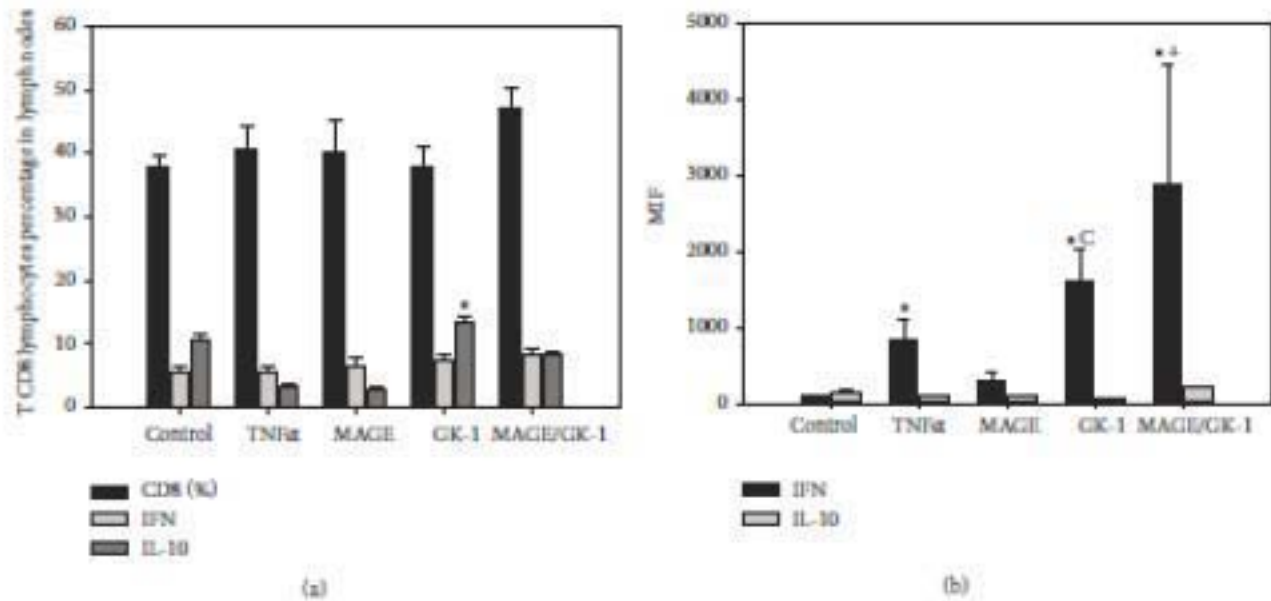 T CD8 lymphocytes percentage in lymph nodes
60
50
40
30
20
10
0
Control TNFα MAGE GK-1 MAGE/GK-1
*
CD8 (%)
IFN
IL-10
(a)
MIF
5000
4000
3000
2000
1000
0
Control TNFα MAGE GK-1 MAGE/GK-1
*
*C
*+
IFN
IL-10
(b)